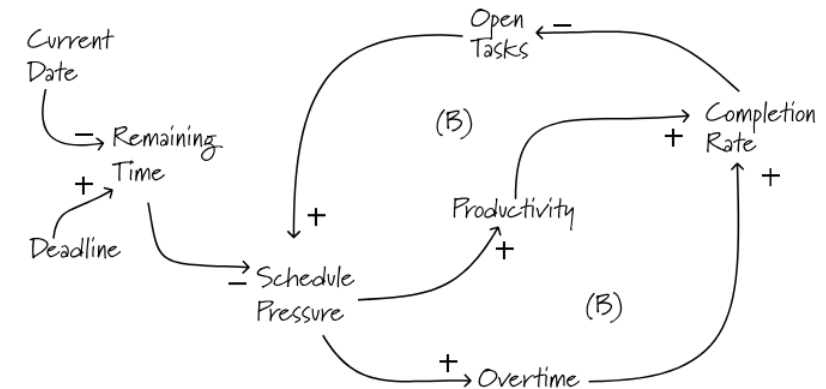 Open
Tasks
–
Current
Date
–
Remaining
Time
+
Deadline
(B)
Completion
Rate
+
+
Productivity
+
+
–
Schedule
Pressure
(B)
+
Overtime